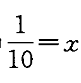 1/10 = x